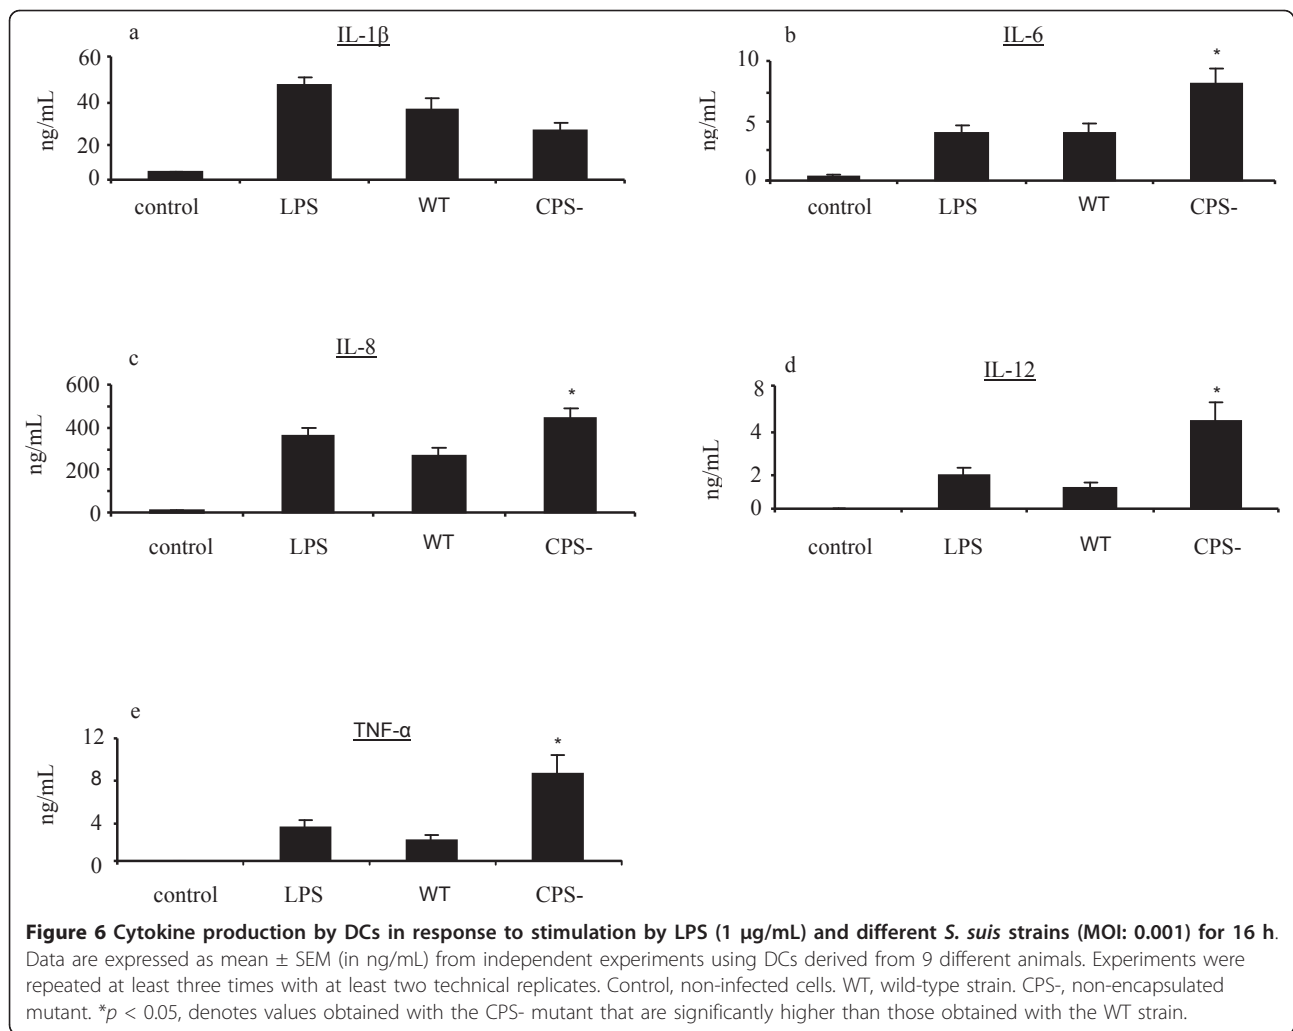 a
IL-1β
60
40
20
0
ng/mL
control LPS WT CPS-
b
IL-6
*
10
5
0
ng/mL
control LPS WT CPS-
c
IL-8
*
600
400
200
0
ng/mL
control LPS WT CPS-
d
IL-12
*
8
4
2
0
ng/mL
control LPS WT CPS-
e
TNF-α
*
12
8
4
0
ng/mL
control LPS WT CPS-
Figure 6 Cytokine production by DCs in response to stimulation by LPS (1 μg/mL) and different S. suis strains (MOI: 0.001) for 16 h.
Data are expressed as mean ± SEM (in ng/mL) from independent experiments using DCs derived from 9 different animals. Experiments were
repeated at least three times with at least two technical replicates. Control, non-infected cells. WT, wild-type strain. CPS-, non-encapsulated
mutant. *p < 0.05, denotes values obtained with the CPS- mutant that are significantly higher than those obtained with the WT strain.